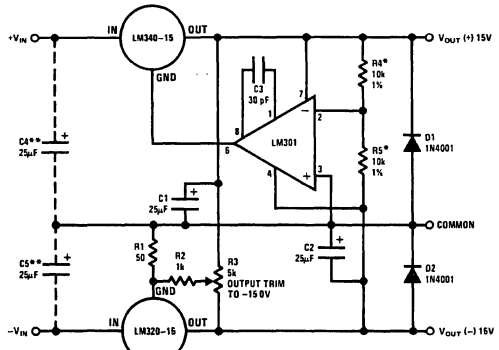 +VIN
IN
LM340-15
OUT
GND
VOUT (+) 15V
C3
30 pF
R4*
10k
1%
7
8
1
2
6
LM301
4
3
R5*
10k
1%
D1
1N4001
C4**
25μF
+
C1
25μF
+
COMMON
C5**
25μF
+
R1
50
R2
1k
GND
R3
5k
OUTPUT TRIM
TO -15 0V
C2
25μF
+
D2
1N4001
-VIN
IN
LM320-15
OUT
VOUT (-) 15V